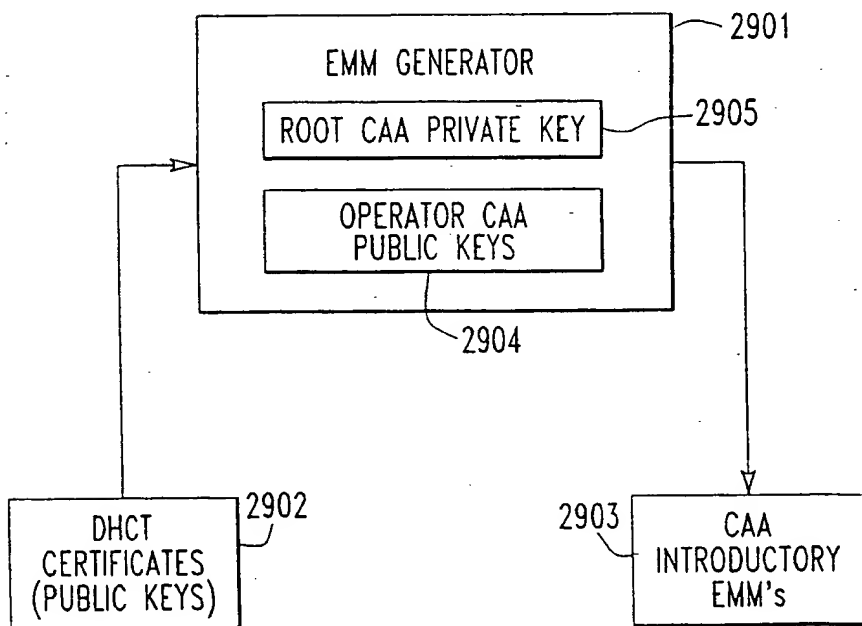 2901
EMM GENERATOR
ROOT CAA PRIVATE KEY
2905
OPERATOR CAA
PUBLIC KEYS
2904
DHCT
CERTIFICATES
(PUBLIC KEYS)
2902
2903
CAA
INTRODUCTORY
EMM's